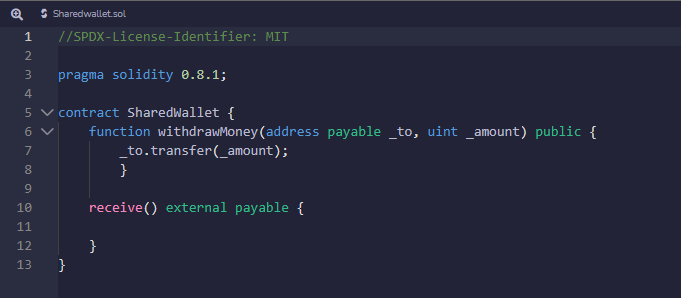 Sharedwallet.sol
1 //SPDX-License-Identifier: MIT
2
3 pragma solidity 0.8.1;
4
5 contract SharedWallet {
6 function withdrawMoney(address payable _to, uint _amount) public {
7 _to.transfer(_amount);
8 }
9
10 receive() external payable {
11
12 }
13 }